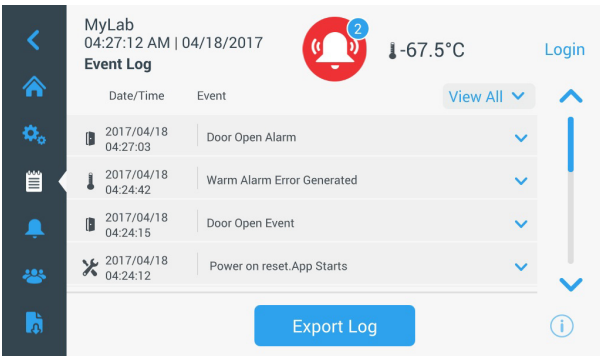 MyLab
04:27:12 AM | 04/18/2017
Event Log
2
-67.5°C
Login
Date/Time Event View All
2017/04/18
04:27:03
Door Open Alarm
2017/04/18
04:24:42
Warm Alarm Error Generated
2017/04/18
04:24:15
Door Open Event
2017/04/18
04:24:12
Power on reset.App Starts
Export Log
i